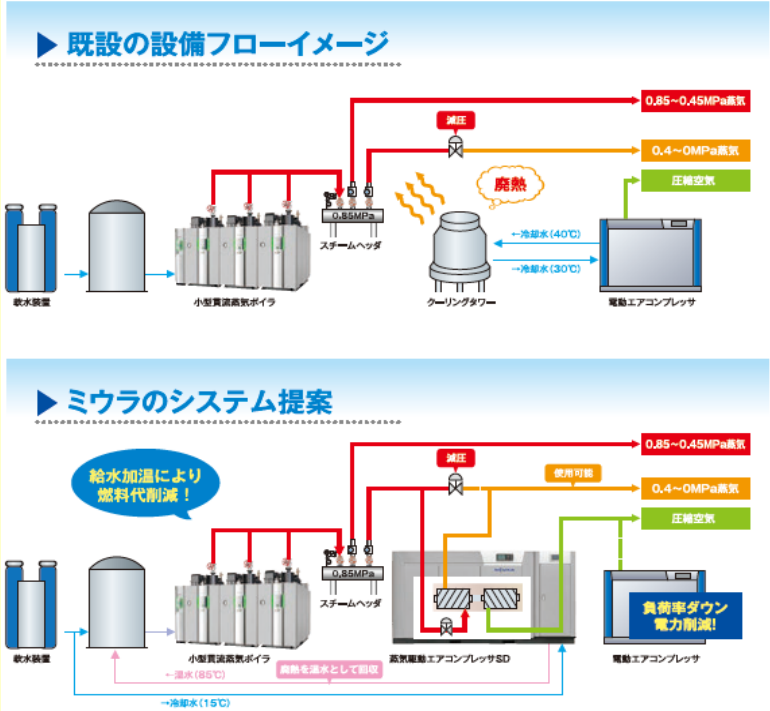 ▶ 既設の設備フローイメージ
0.85～0.45MPa蒸気
減圧
0.4～0MPa蒸気
廃熱
圧縮空気
0.85MPa
スチームヘッダ
←冷却水(40℃)
→冷却水(30℃)
軟水装置
小型貫流蒸気ボイラ
クーリングタワー
電動エアコンプレッサ
▶ ミウラのシステム提案
0.85～0.45MPa蒸気
減圧
使用可能
給水加温により
燃料代削減！
0.4～0MPa蒸気
圧縮空気
0.85MPa
スチームヘッダ
負荷率ダウン
電力削減!
軟水装置
小型貫流蒸気ボイラ
蒸気駆動エアコンプレッサSD
電動エアコンプレッサ
←温水(85℃)
廃熱を温水として回収
→冷却水(15℃)